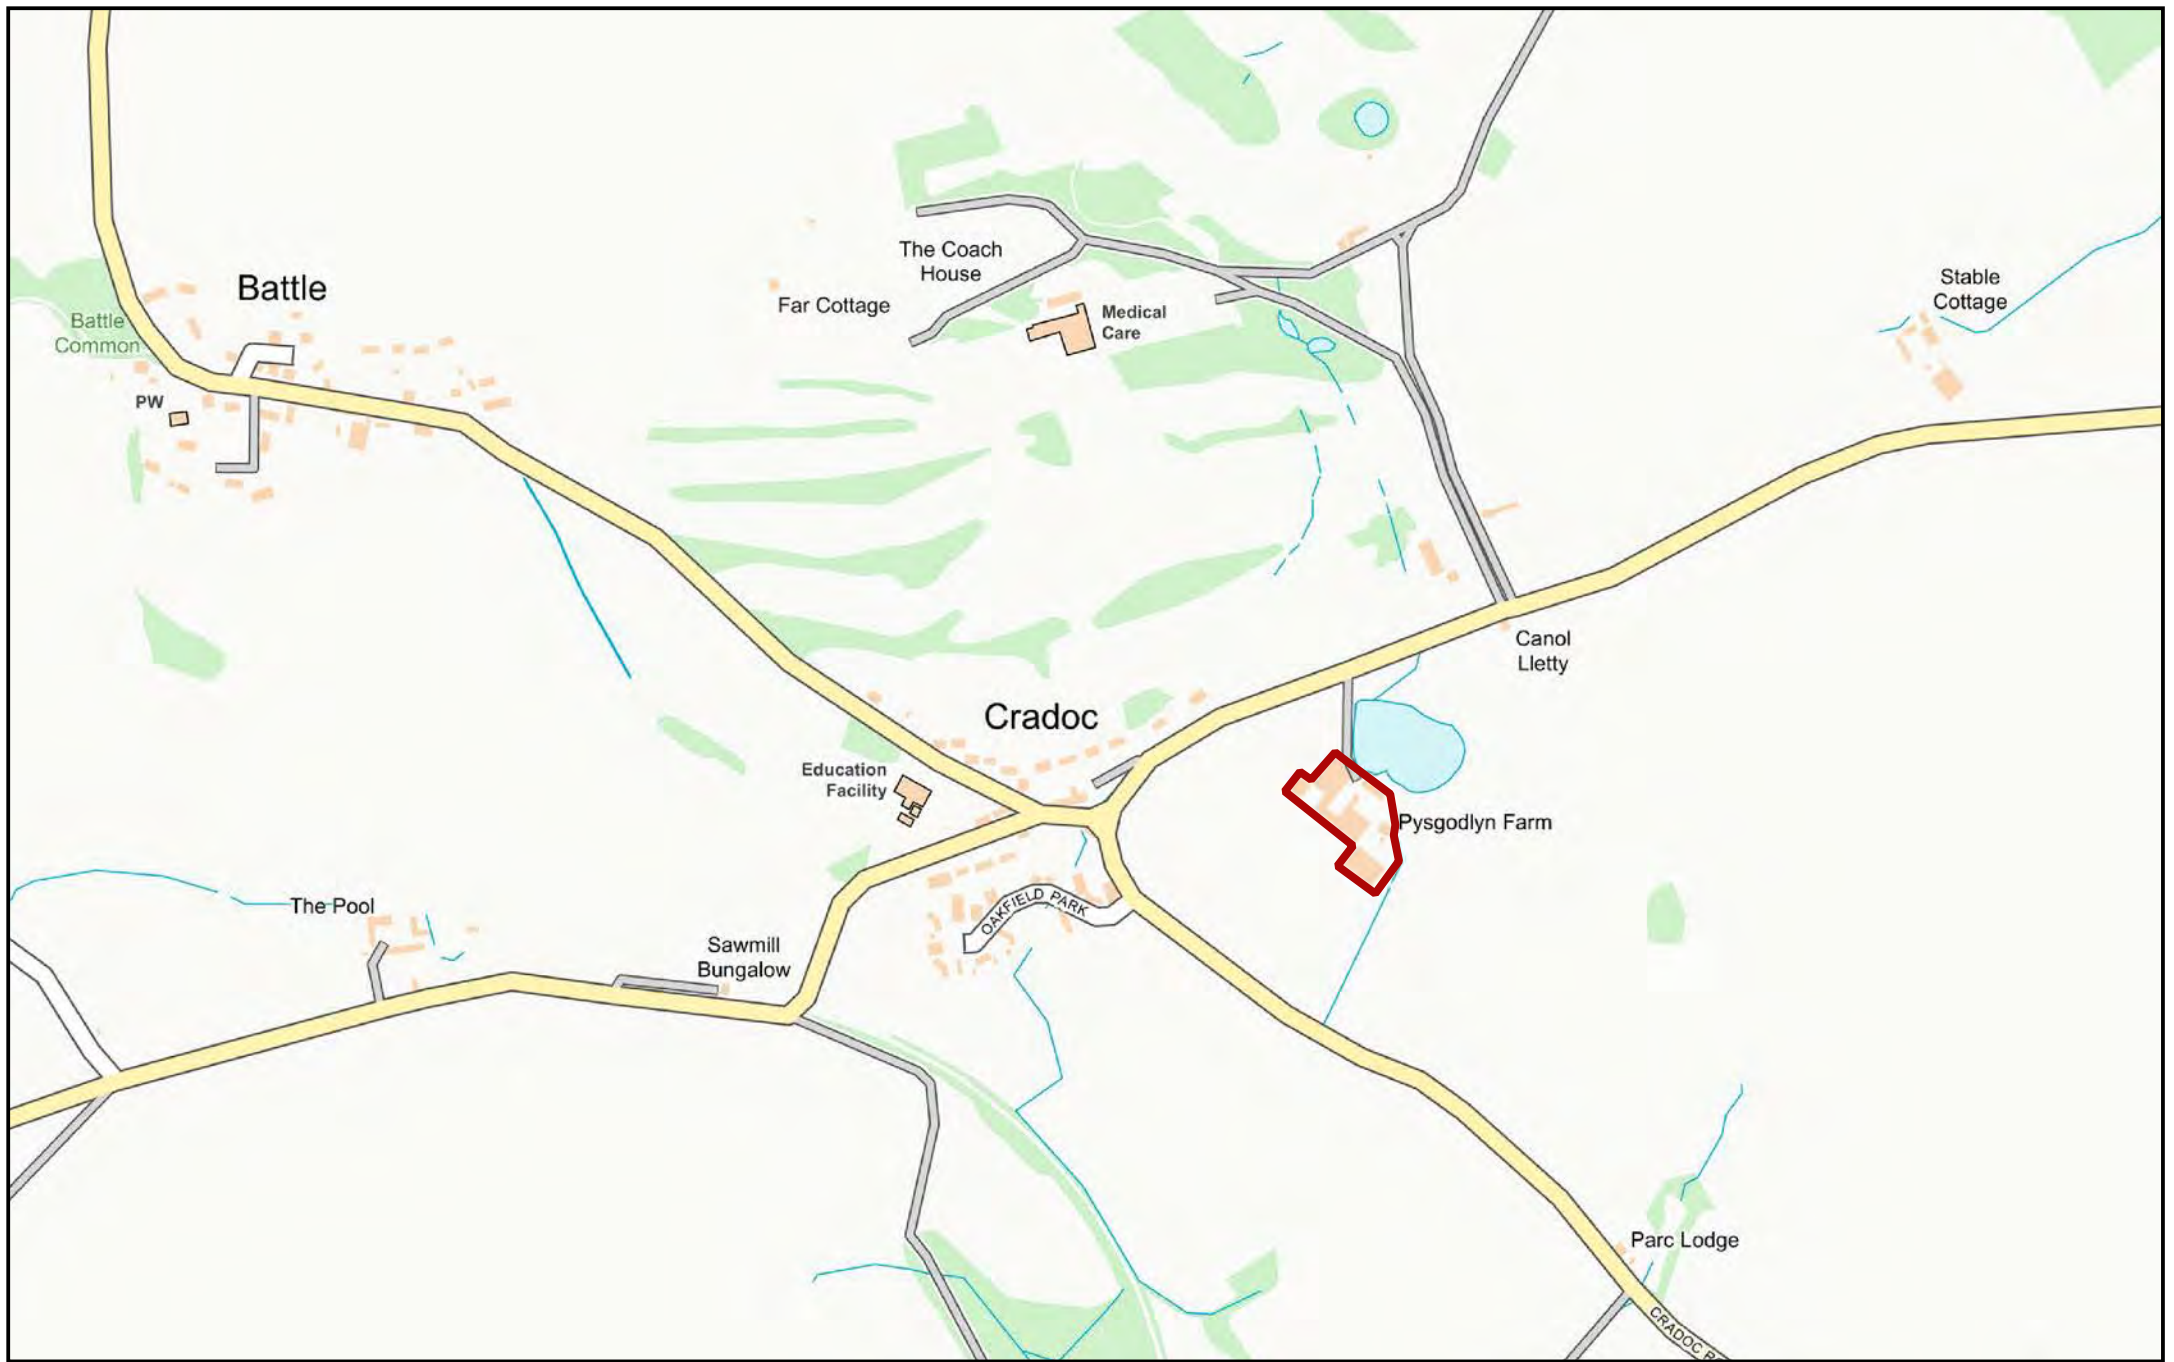 The Coach
House
Battle
Stable
Cottage
Far Cottage
Medical
Care
Battle
Common
PW
Canol
Lletty
Cradoc
Education
Facility
Pysgodlyn Farm
The Pool
OAKFIELD PARK
Sawmill
Bungalow
Parc Lodge
CRADOC